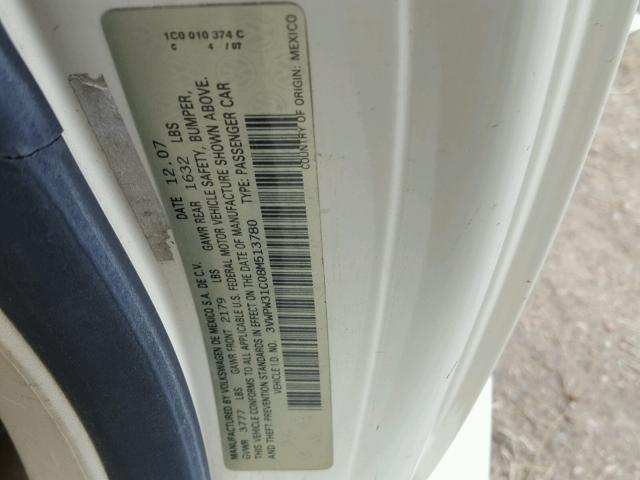 1C0 010 374 C
C 4 / 07
MANUFACTURED BY VOLKSWAGEN DE MEXICO S.A. DE C.V. DATE 12.07
GVWR 3777 LBS GAWR FRONT 2179 LBS GAWR REAR 1632 LBS
THIS VEHICLE CONFORMS TO ALL APPLICABLE U.S. FEDERAL MOTOR VEHICLE SAFETY, BUMPER,
AND THEFT PREVENTION STANDARDS IN EFFECT ON THE DATE OF MANUFACTURE SHOWN ABOVE.
VEHICLE I.D. NO. 3VWPW31C08M513780 TYPE: PASSENGER CAR
COUNTRY OF ORIGIN: MEXICO